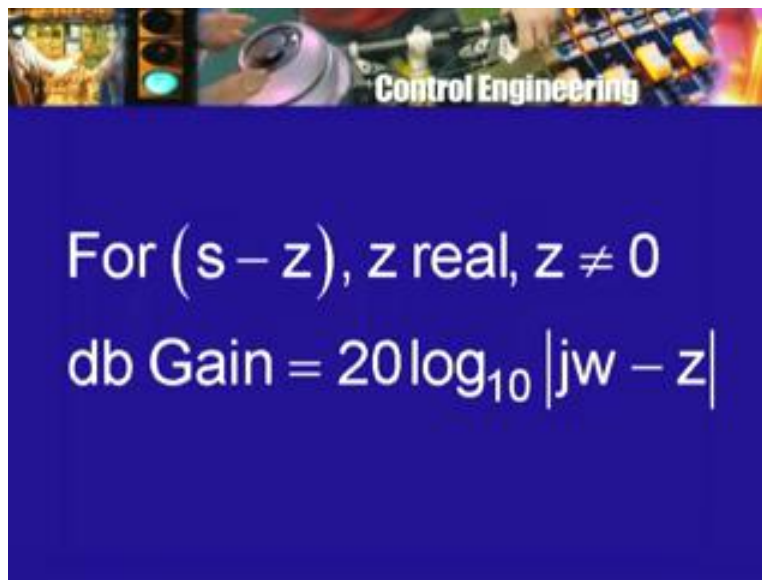 Control Engineering
For (s – z), z real, z ≠ 0
db Gain = 20 log₁₀ |jw – z|